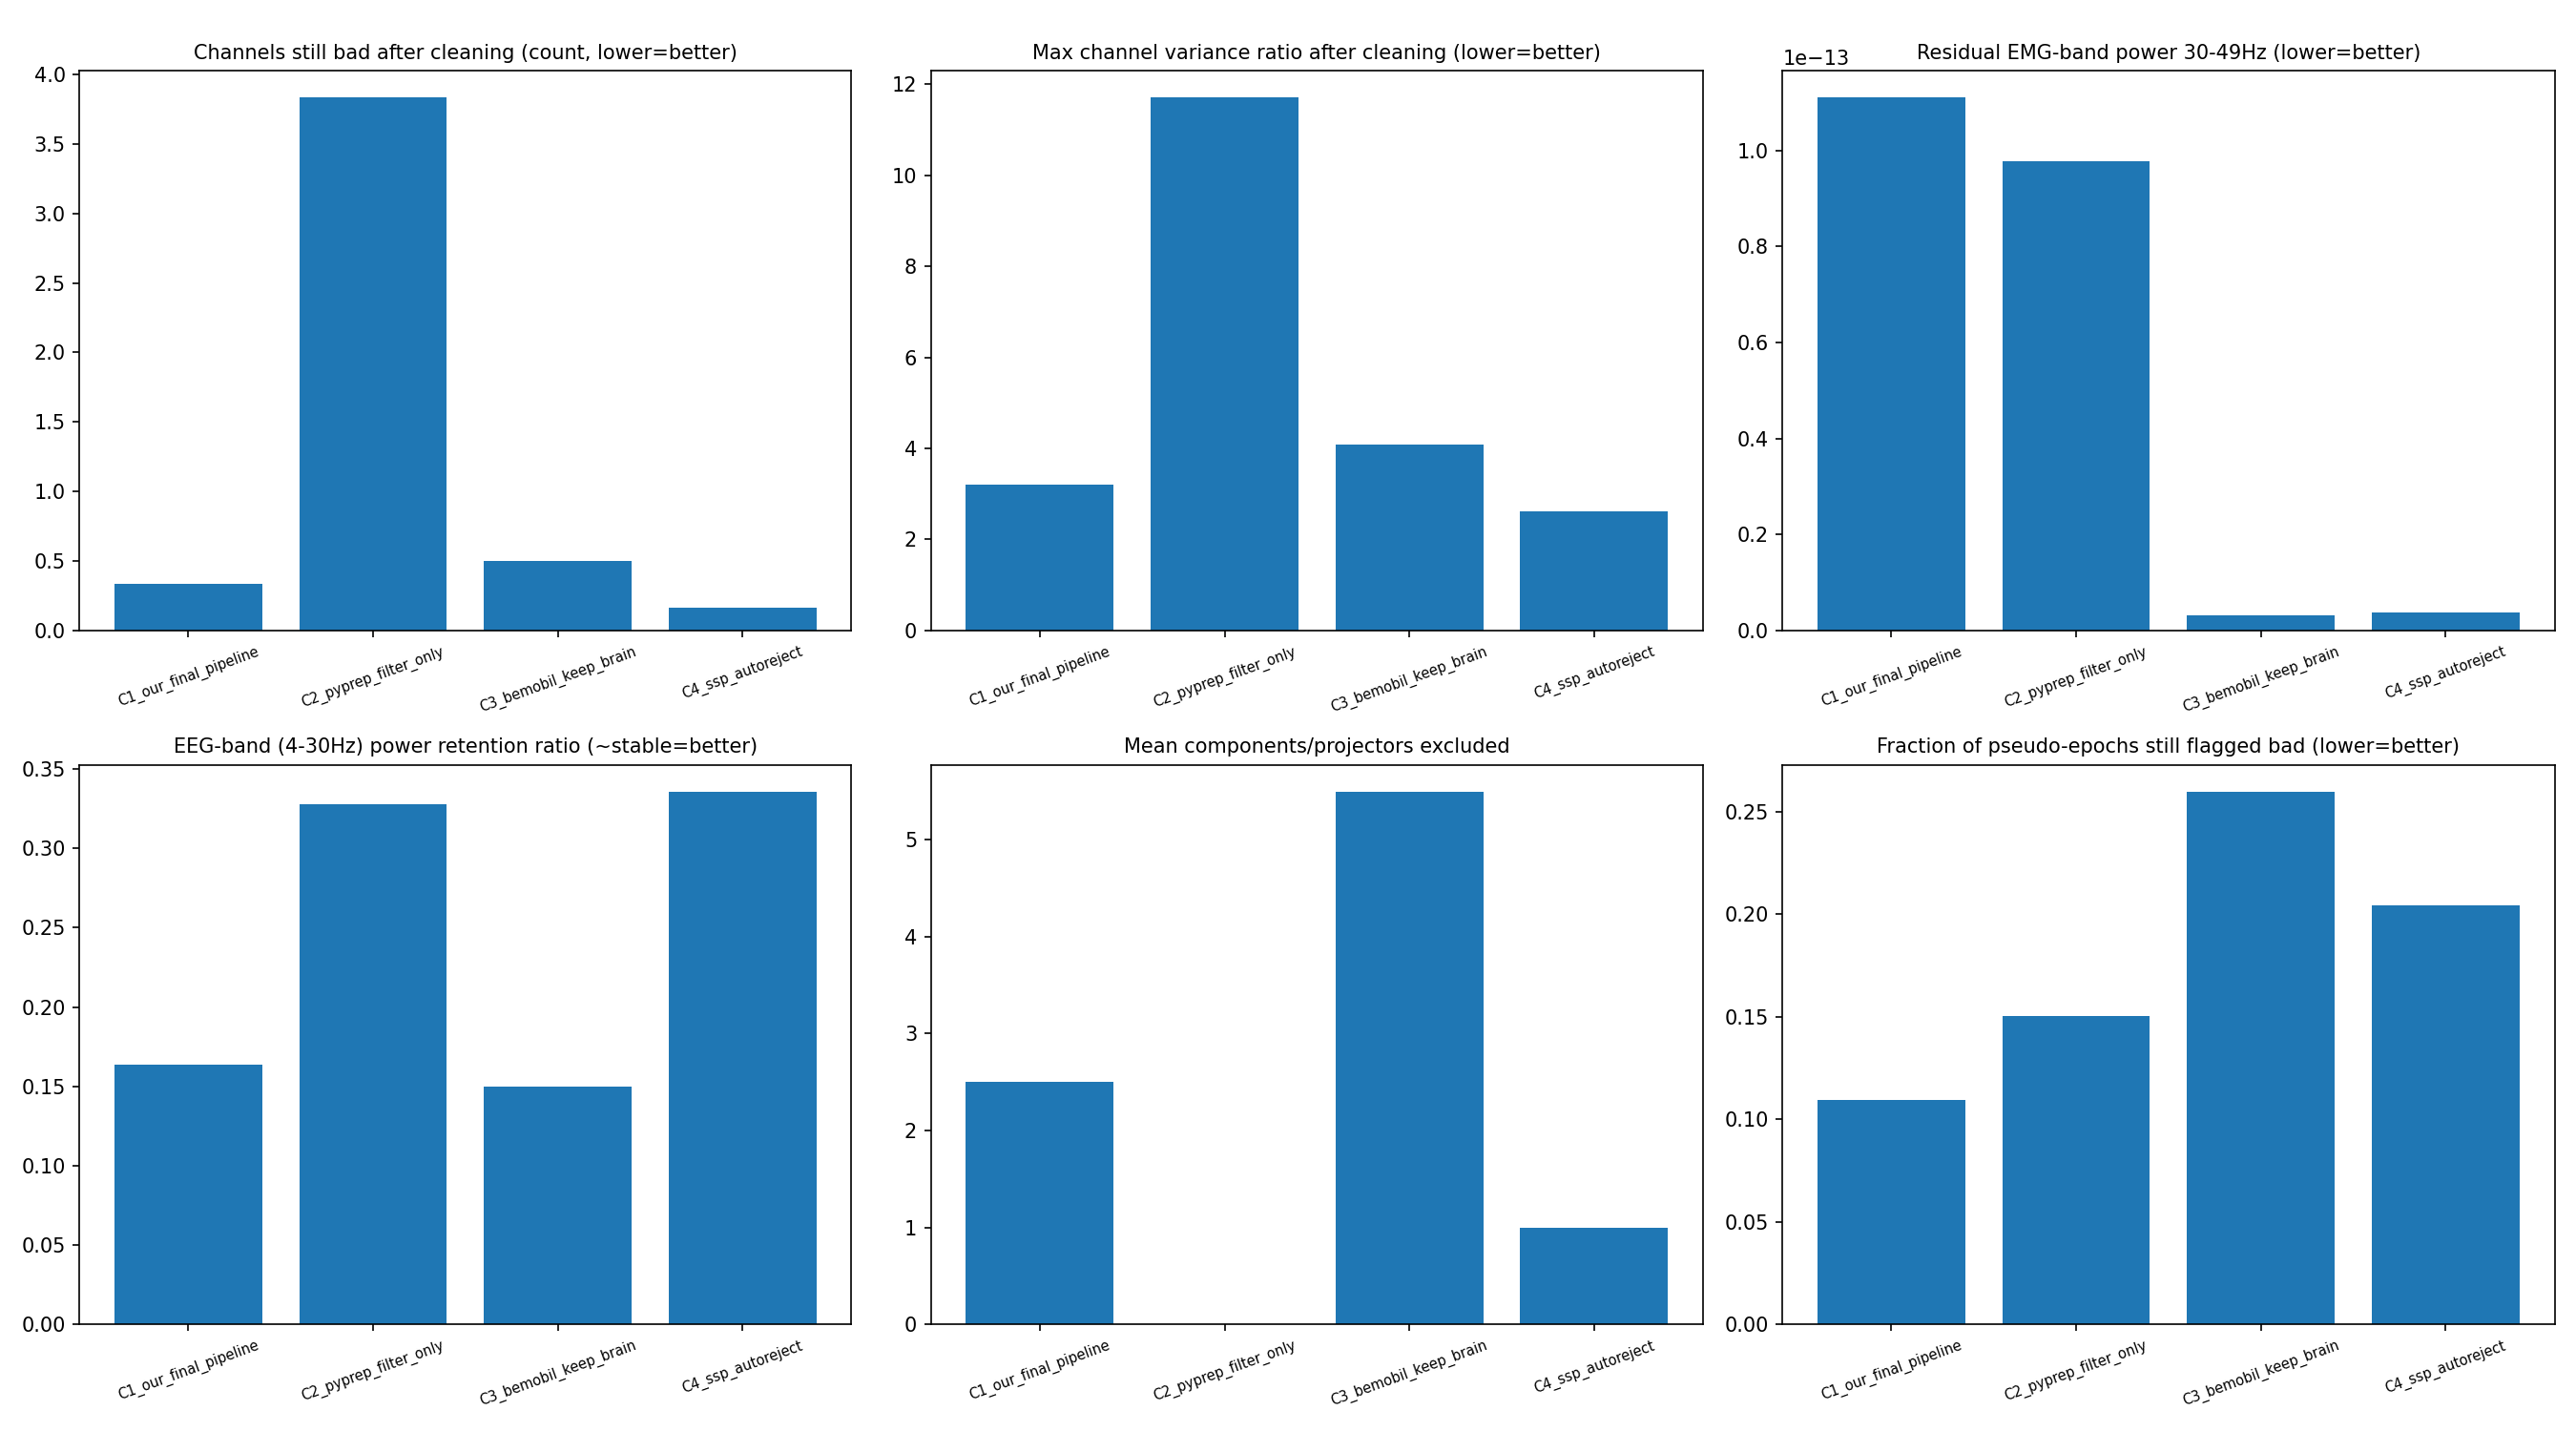 Channels still bad after cleaning (count, lower=better)
4.0
3.5
3.0
2.5
2.0
1.5
1.0
0.5
0.0
C1_our_final_pipeline
C2_pyprep_filter_only
C3_bemobil_keep_brain
C4_ssp_autoreject
Max channel variance ratio after cleaning (lower=better)
12
10
8
6
4
2
0
C1_our_final_pipeline
C2_pyprep_filter_only
C3_bemobil_keep_brain
C4_ssp_autoreject
Residual EMG-band power 30-49Hz (lower=better)
1e−13
1.0
0.8
0.6
0.4
0.2
0.0
C1_our_final_pipeline
C2_pyprep_filter_only
C3_bemobil_keep_brain
C4_ssp_autoreject
EEG-band (4-30Hz) power retention ratio (~stable=better)
0.35
0.30
0.25
0.20
0.15
0.10
0.05
0.00
C1_our_final_pipeline
C2_pyprep_filter_only
C3_bemobil_keep_brain
C4_ssp_autoreject
Mean components/projectors excluded
5
4
3
2
1
0
C1_our_final_pipeline
C2_pyprep_filter_only
C3_bemobil_keep_brain
C4_ssp_autoreject
Fraction of pseudo-epochs still flagged bad (lower=better)
0.25
0.20
0.15
0.10
0.05
0.00
C1_our_final_pipeline
C2_pyprep_filter_only
C3_bemobil_keep_brain
C4_ssp_autoreject